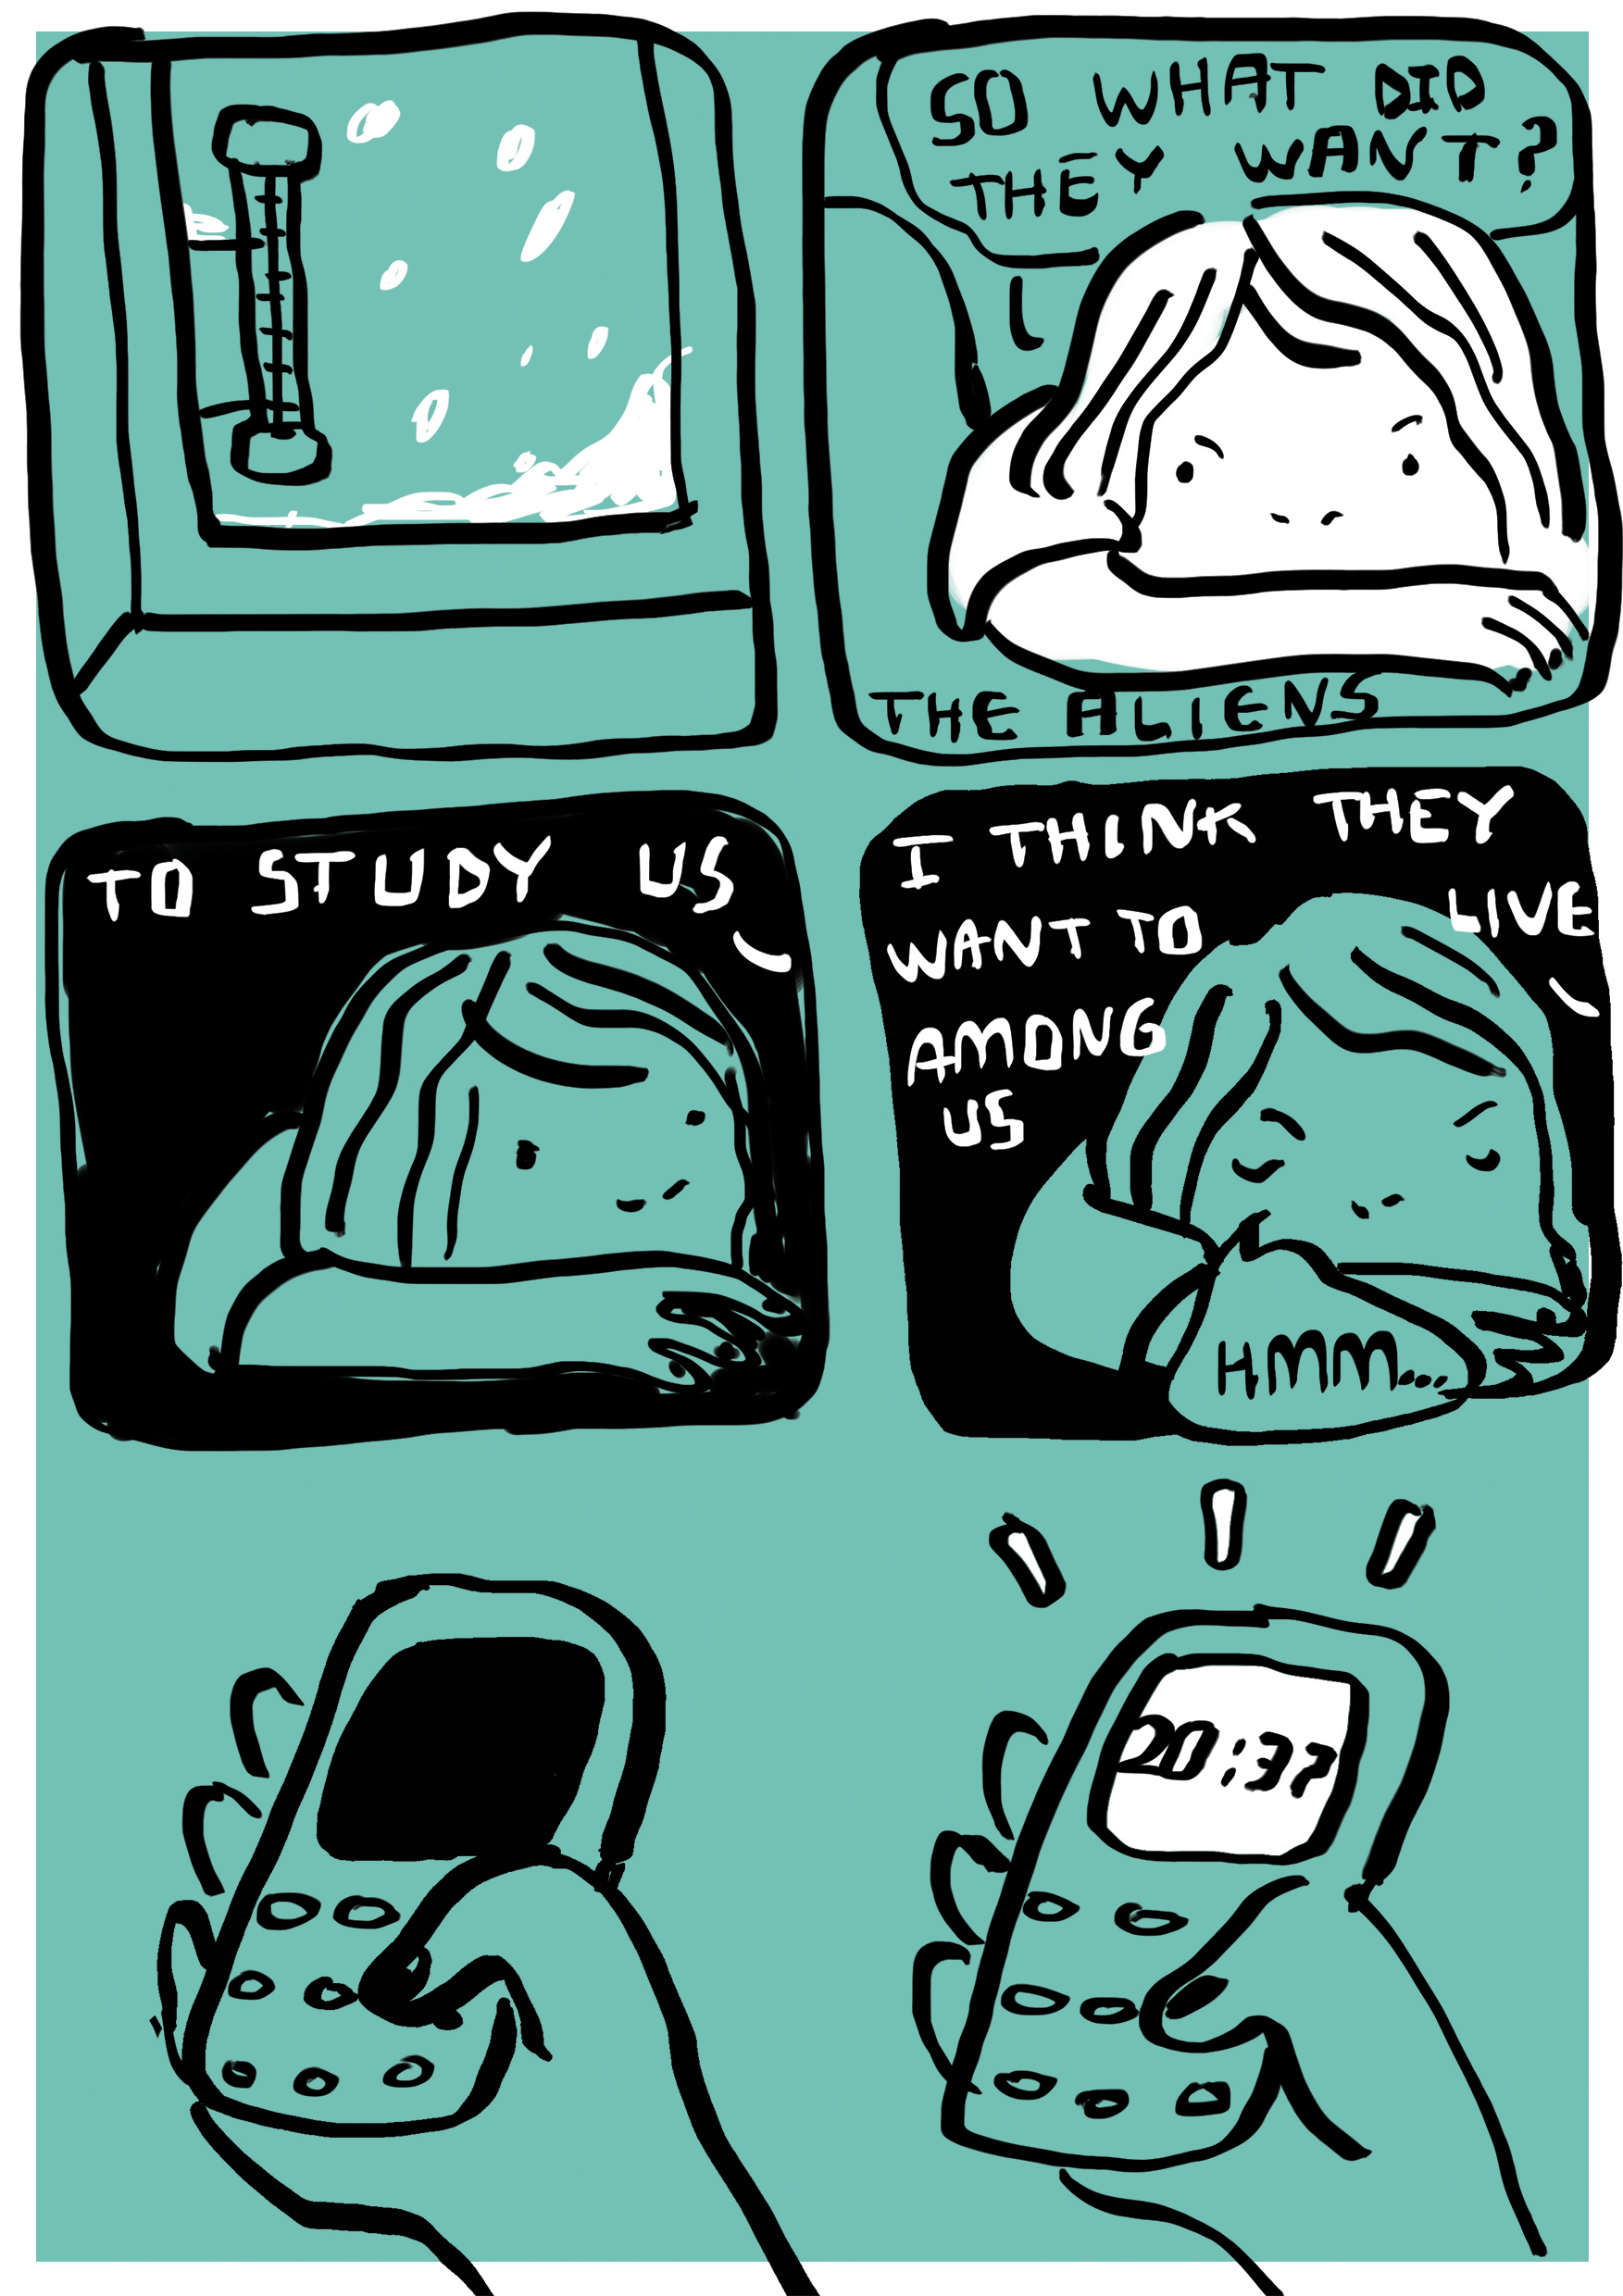 SO WHAT DID
THEY WANT?
THE ALIENS
TO STUDY US
I THINK THEY
WANT TO LIVE
AMONG
US
HMMM...
20:37